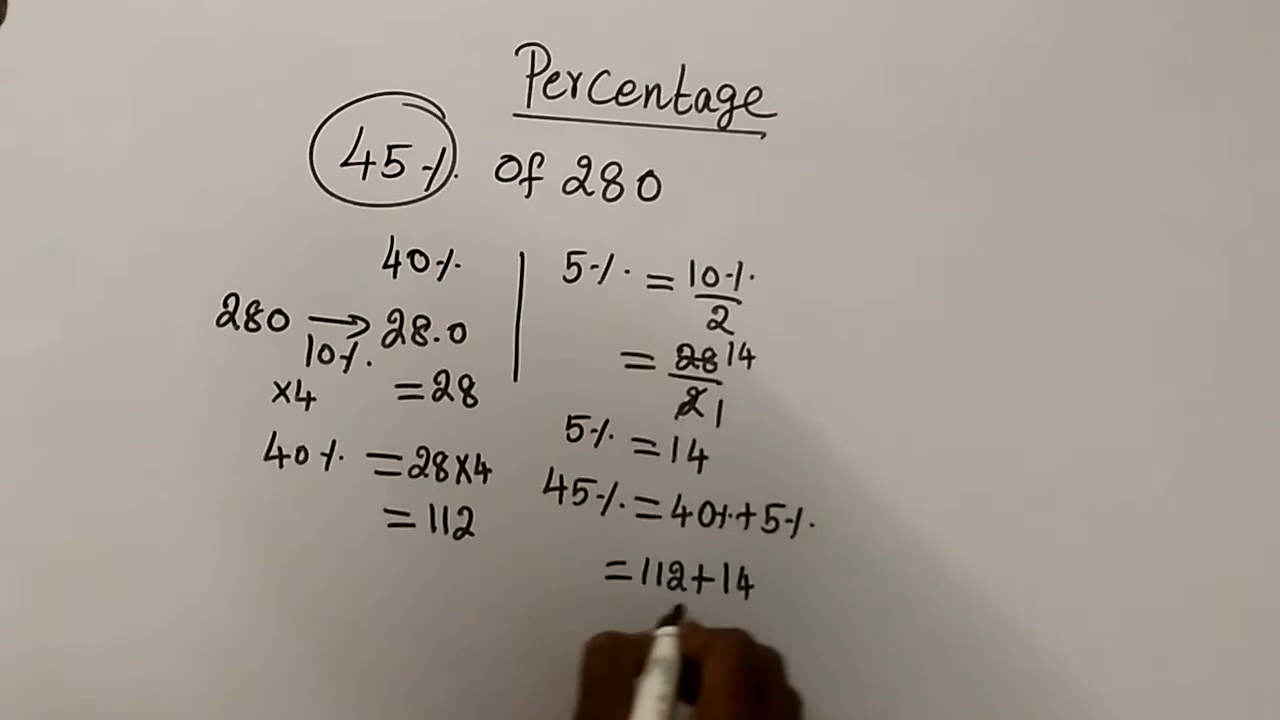 Percentage
45% of 280
40%
280 → 28.0
10%
×4 = 28
40% = 28×4
= 112
5% = 10%
2
= 28 14
2 1
5% = 14
45% = 40%+5%
= 112+14